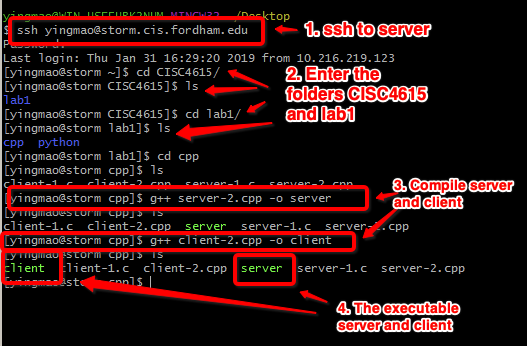 yingmao@WIN-USEFURK2NUM MINGW32 ~/Desktop
$ ssh yingmao@storm.cis.fordham.edu
1. ssh to server
Password:
Last login: Thu Jan 31 16:29:20 2019 from 10.216.219.123
[yingmao@storm ~]$ cd CISC4615/
[yingmao@storm CISC4615]$ ls
lab1
[yingmao@storm CISC4615]$ cd lab1/
[yingmao@storm lab1]$ ls
cpp python
2. Enter the
folders CISC4615
and lab1
[yingmao@storm lab1]$ cd cpp
[yingmao@storm cpp]$ ls
client-1.c client-2.cpp server-1.c server-2.cpp
[yingmao@storm cpp]$ g++ server-2.cpp -o server
[yingmao@storm cpp]$ ls
client-1.c client-2.cpp server server-1.c server-2.cpp
[yingmao@storm cpp]$ g++ client-2.cpp -o client
3. Compile server
and client
[yingmao@storm cpp]$ ls
client client-1.c client-2.cpp server server-1.c server-2.cpp
[yingmao@storm cpp]$
4. The executable
server and client